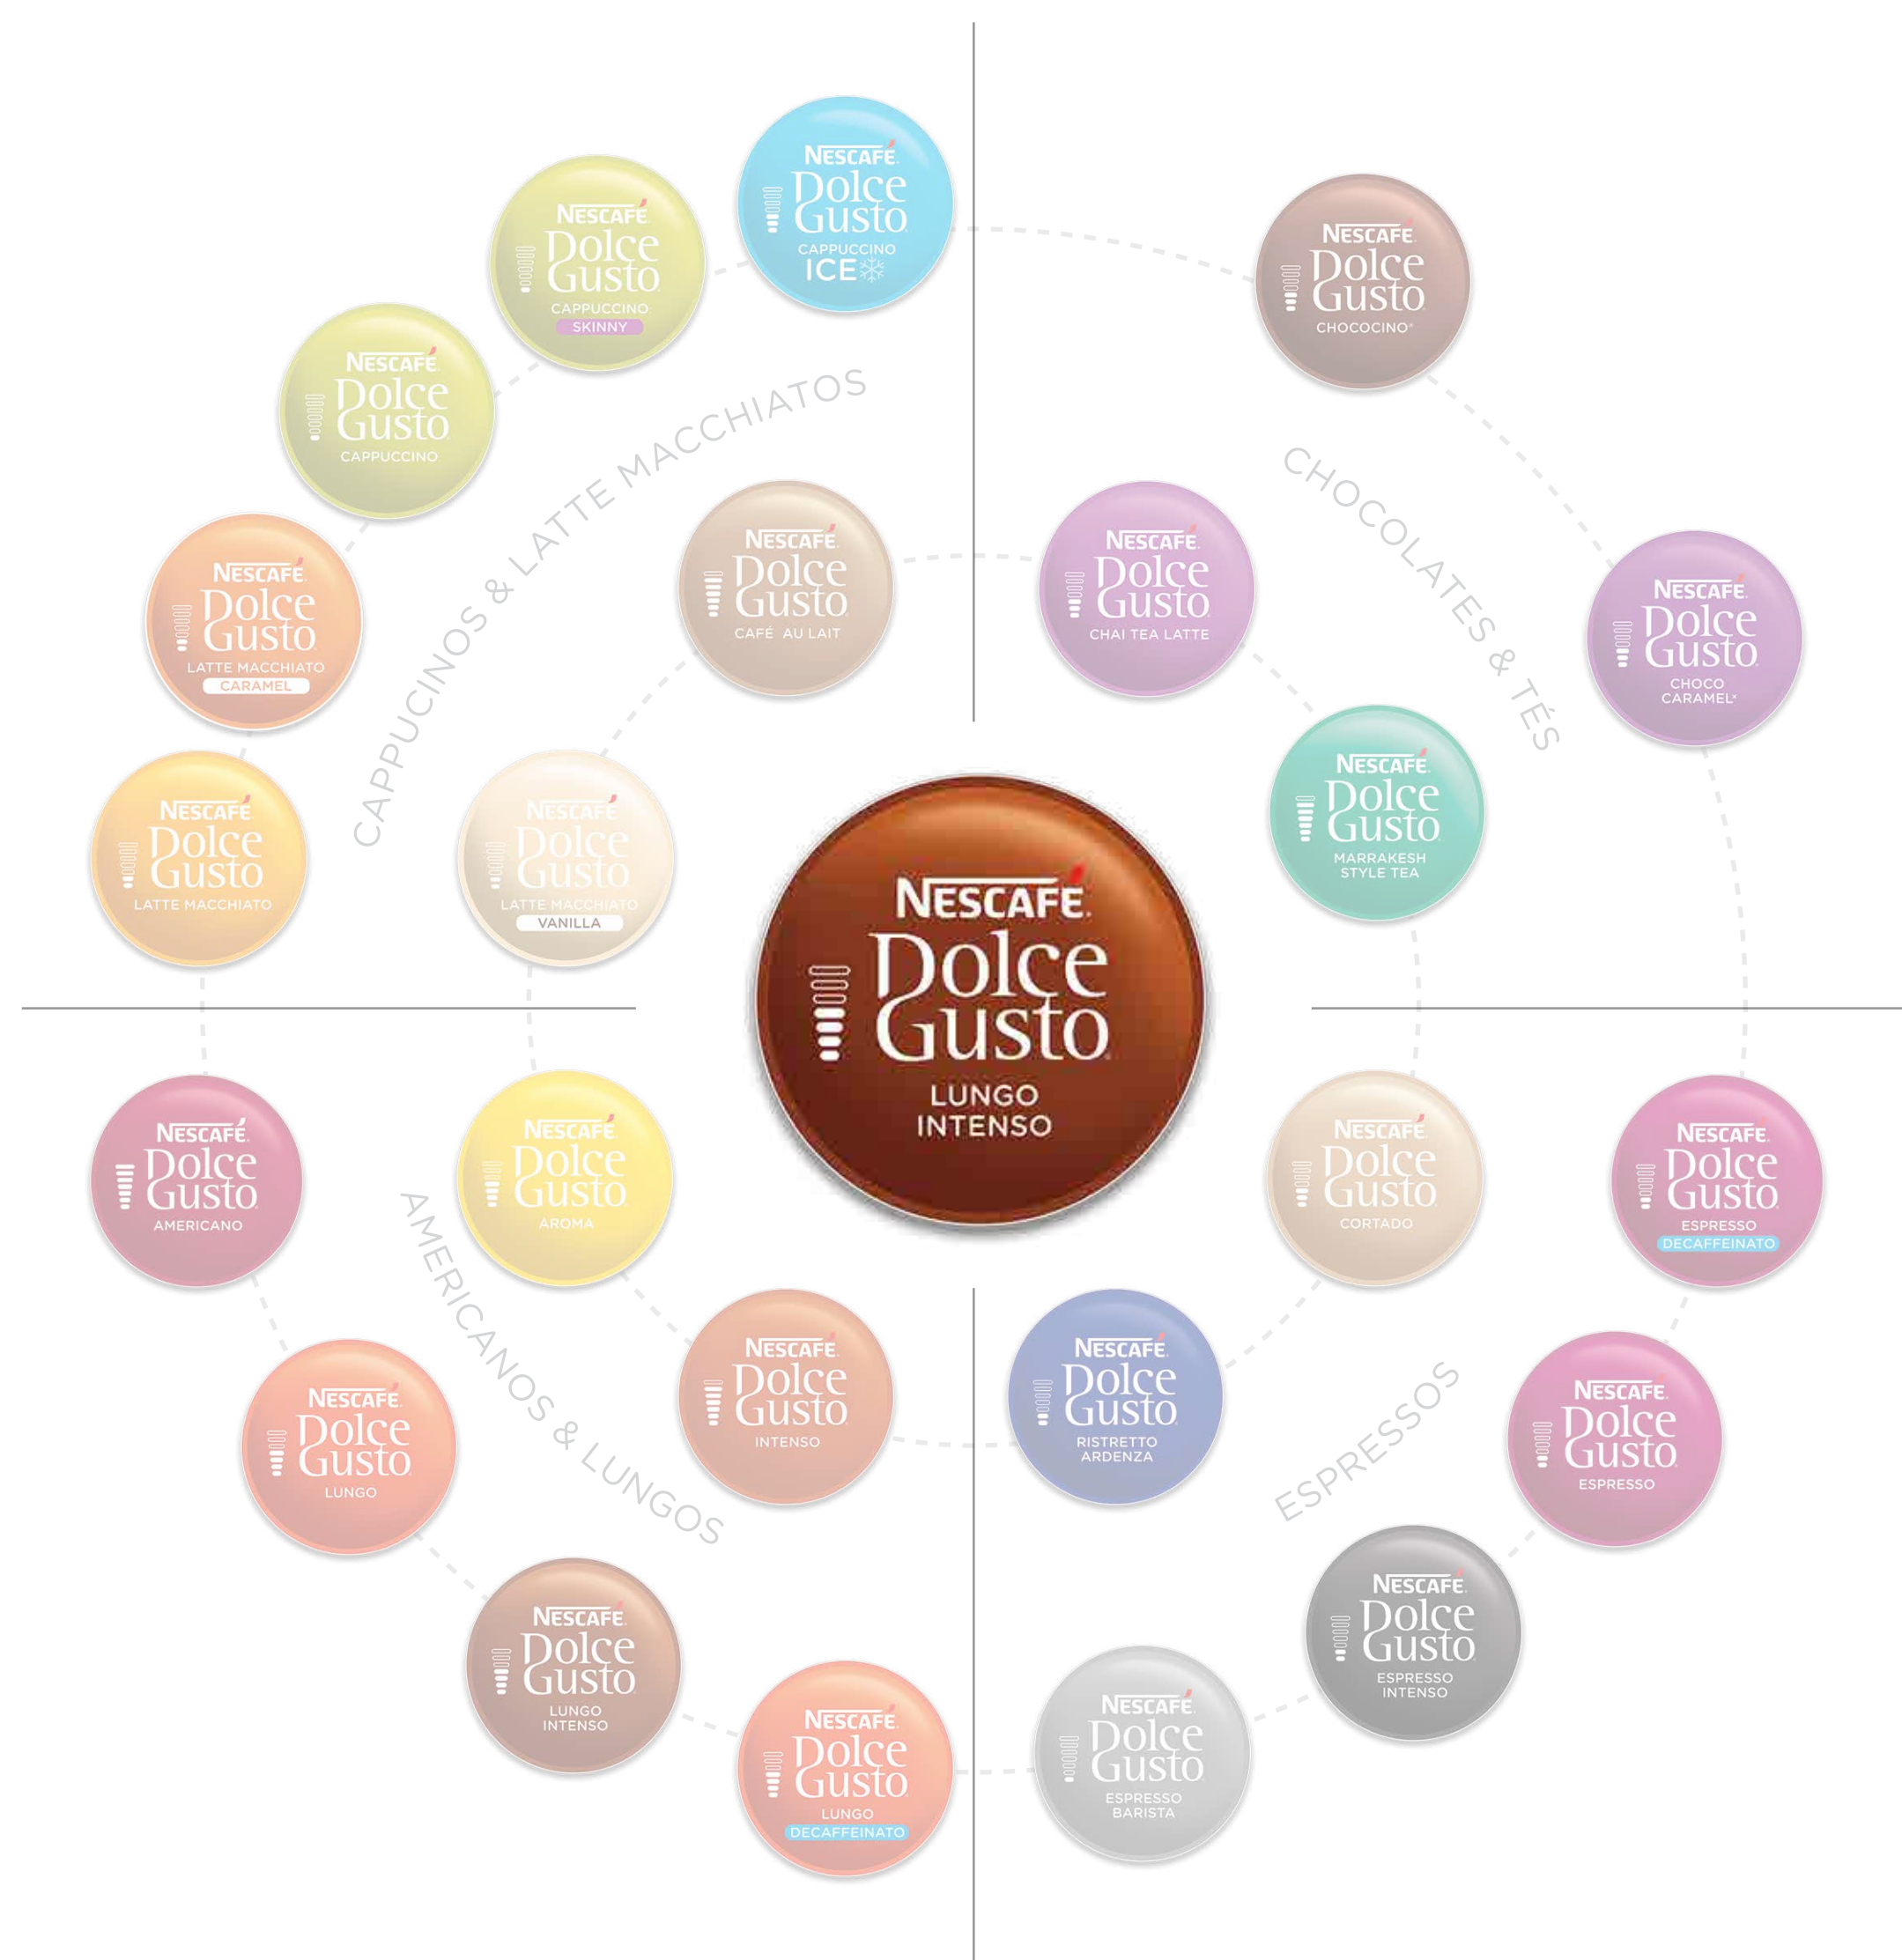 NESCAFÉ.
Dolce
Gusto
CAPPUCCINO
ICE
NESCAFÉ.
Dolce
Gusto
CAPPUCCINO
SKINNY
NESCAFÉ.
Dolce
Gusto
CAPPUCCINO
NESCAFÉ.
Dolce
Gusto
LATTE MACCHIATO
CARAMEL
NESCAFÉ.
Dolce
Gusto
LATTE MACCHIATO
CAPPUCINOS & LATTE MACCHIATOS
NESCAFÉ.
Dolce
Gusto
CAFÉ AU LAIT
NESCAFÉ.
Dolce
Gusto
LATTE MACCHIATO
VANILLA
NESCAFÉ.
Dolce
Gusto
CHOCOCINO®
NESCAFÉ.
Dolce
Gusto
CHOCO
CARAMEL*
CHOCOLATES & TÉS
NESCAFÉ.
Dolce
Gusto
CHAI TEA LATTE
NESCAFÉ.
Dolce
Gusto
MARRAKESH
STYLE TEA
NESCAFÉ.
Dolce
Gusto
LUNGO
INTENSO
NESCAFÉ.
Dolce
Gusto
AMERICANO
NESCAFÉ.
Dolce
Gusto
AROMA
AMERICANOS & LUNGOS
NESCAFÉ.
Dolce
Gusto
INTENSO
NESCAFÉ.
Dolce
Gusto
LUNGO
NESCAFÉ.
Dolce
Gusto
LUNGO
INTENSO
NESCAFÉ.
Dolce
Gusto
LUNGO
DECAFFEINATO
NESCAFÉ.
Dolce
Gusto
CORTADO
NESCAFÉ.
Dolce
Gusto
ESPRESSO
DECAFFEINATO
NESCAFÉ.
Dolce
Gusto
RISTRETTO
ARDENZA
ESPRESSOS
NESCAFÉ.
Dolce
Gusto
ESPRESSO
NESCAFÉ.
Dolce
Gusto
ESPRESSO
INTENSO
NESCAFÉ.
Dolce
Gusto
ESPRESSO
BARISTA